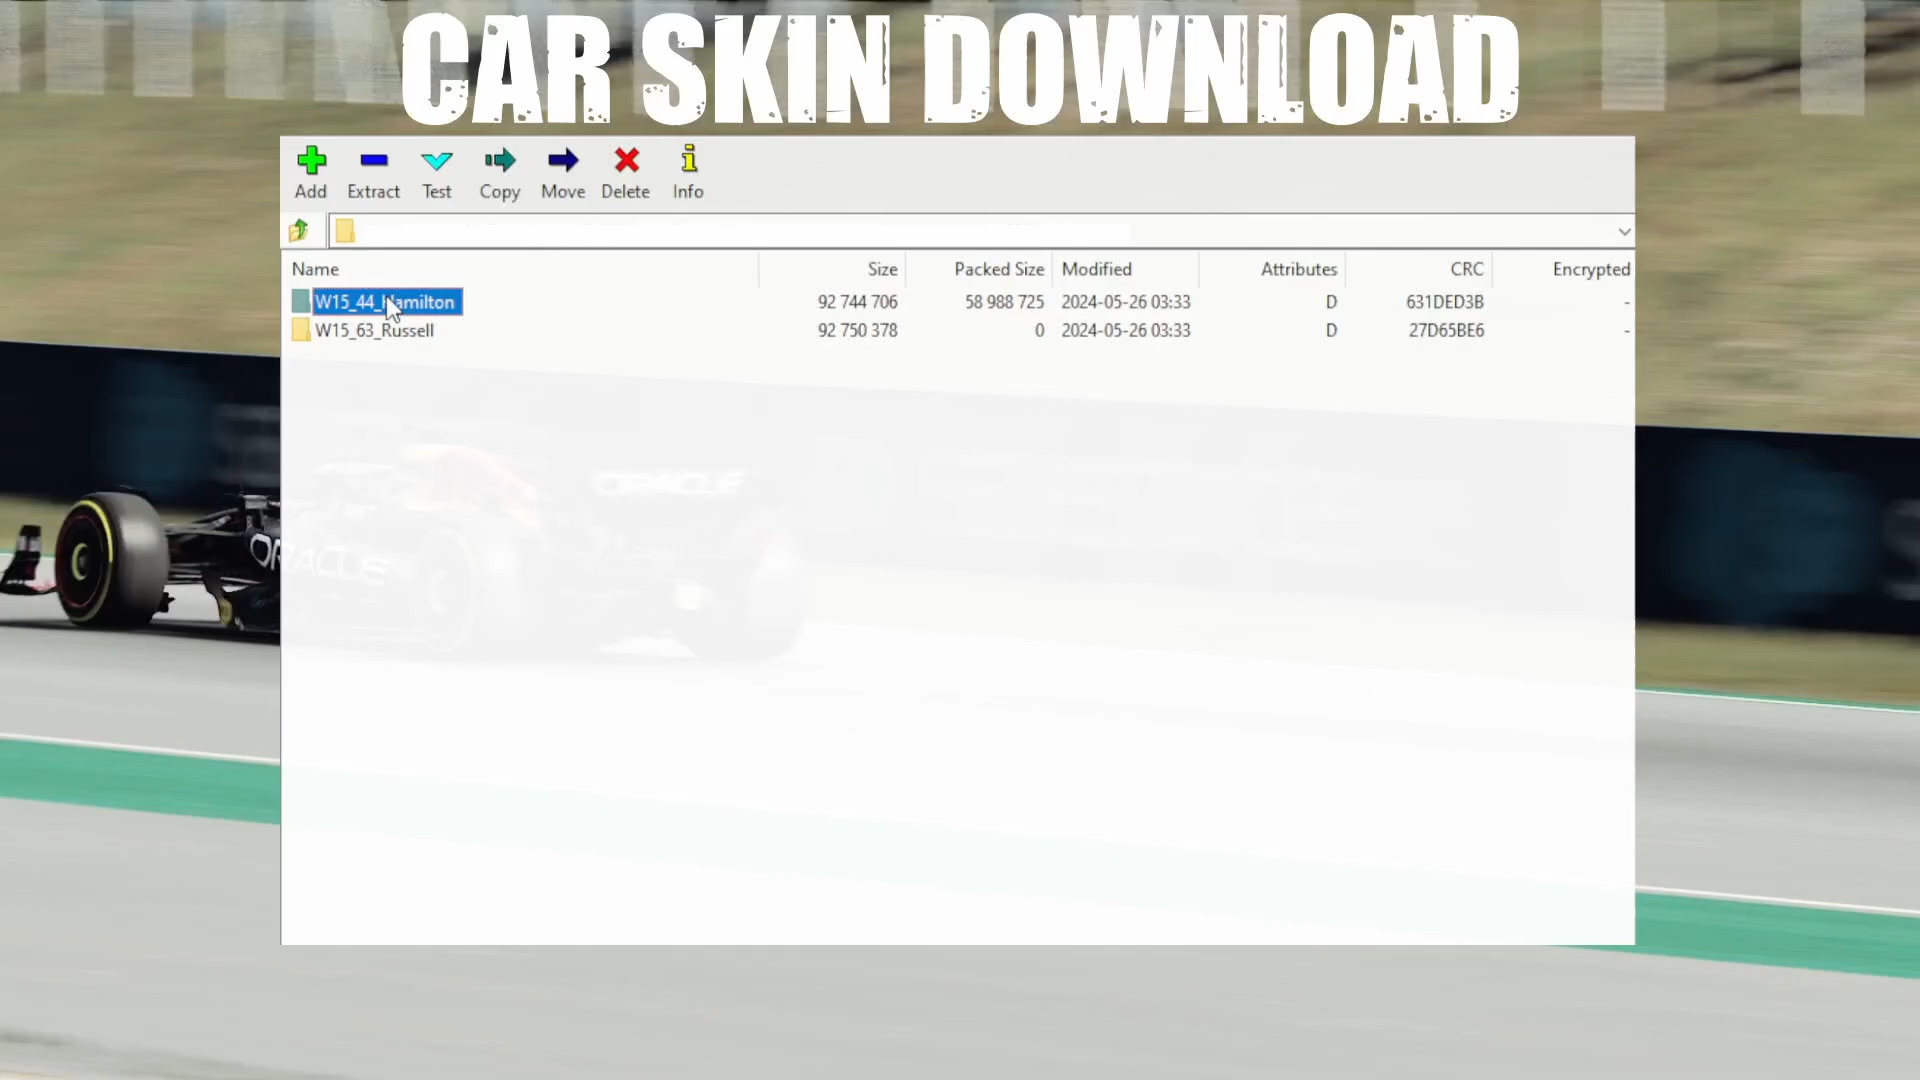 CAR SKIN DOWNLOAD
Add Extract Test Copy Move Delete Info
Name Size Packed Size Modified Attributes CRC Encrypted
W15_44_Hamilton 92 744 706 58 988 725 2024-05-26 03:33 D 631DED3B -
W15_63_Russell 92 750 378 0 2024-05-26 03:33 D 27D65BE6 -
ORACLE
ORACLE